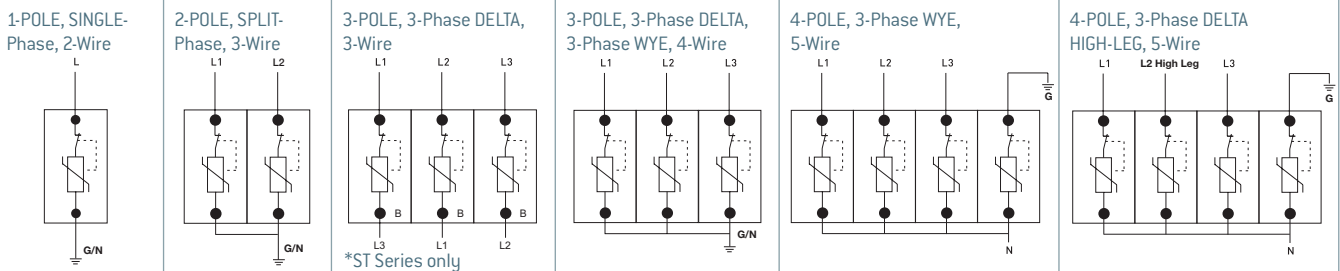 1-POLE, SINGLE-
Phase, 2-Wire
L
G/N
2-POLE, SPLIT-
Phase, 3-Wire
L1 L2
G/N
3-POLE, 3-Phase DELTA,
3-Wire
L1 L2 L3
B B B
L3 L1 L2
*ST Series only
3-POLE, 3-Phase DELTA,
3-Phase WYE, 4-Wire
L1 L2 L3
G/N
4-POLE, 3-Phase WYE,
5-Wire
L1 L2 L3
G
N
4-POLE, 3-Phase DELTA
HIGH-LEG, 5-Wire
L1 L2 High Leg L3
G
N